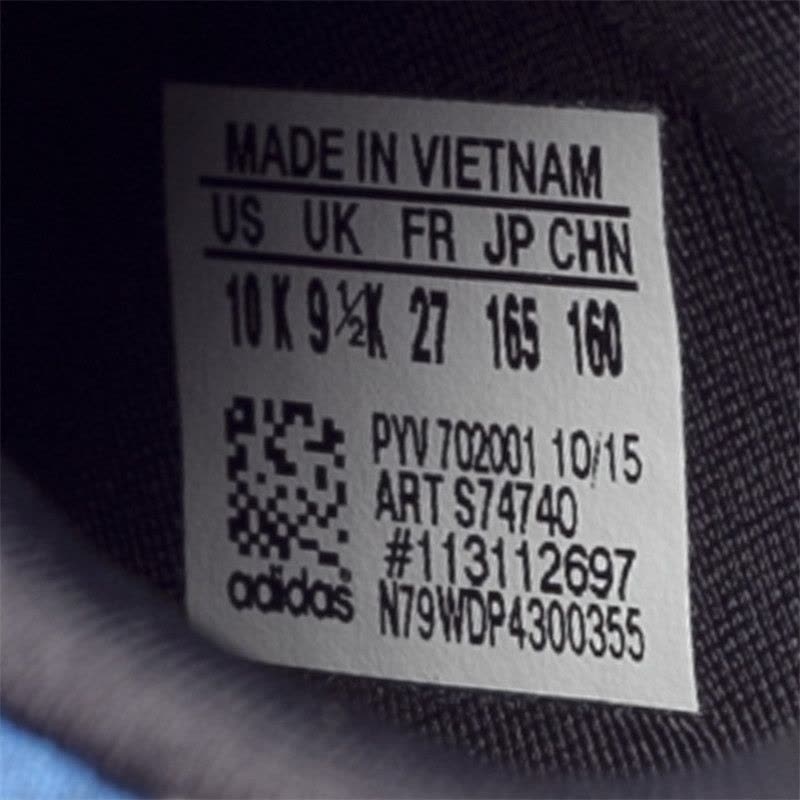 MADE IN VIETNAM
US UK FR JP CHN
10 K 9 ½K 27 165 160
PYV 702001 10/15
ART S74740
#113112697
adidas®
N79WDP4300355